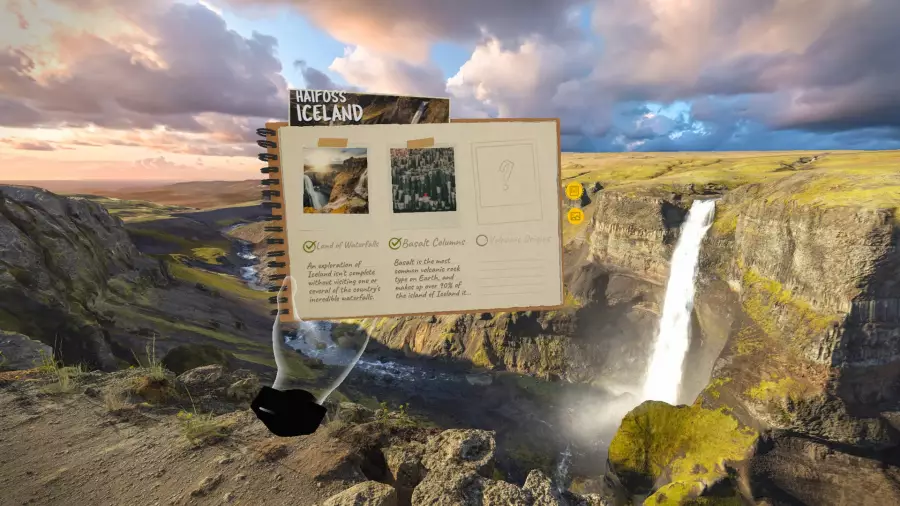 HAIFOSS
ICELAND
Land of Waterfalls
Basalt Columns
An exploration of
Iceland isn't complete
without visiting one or
several of the country's
incredible waterfalls.
Basalt is the most
common volcanic rock
type on Earth, and
makes up over 90% of
the island of Iceland it...